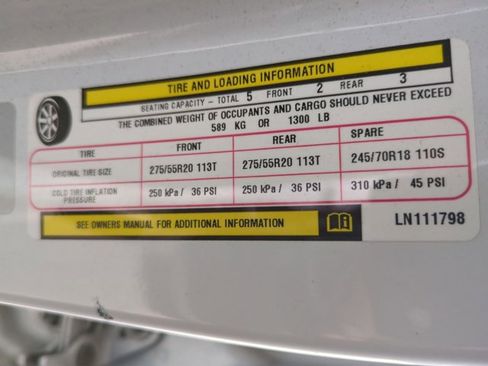 TIRE AND LOADING INFORMATION
SEATING CAPACITY - TOTAL 5 FRONT 2 REAR 3
THE COMBINED WEIGHT OF OCCUPANTS AND CARGO SHOULD NEVER EXCEED
589 KG OR 1300 LB
TIRE FRONT REAR SPARE
ORIGINAL TIRE SIZE 275/55R20 113T 275/55R20 113T 245/70R18 110S
COLD TIRE INFLATION PRESSURE 250 kPa / 36 PSI 250 kPa / 36 PSI 310 kPa / 45 PSI
SEE OWNERS MANUAL FOR ADDITIONAL INFORMATION LN111798